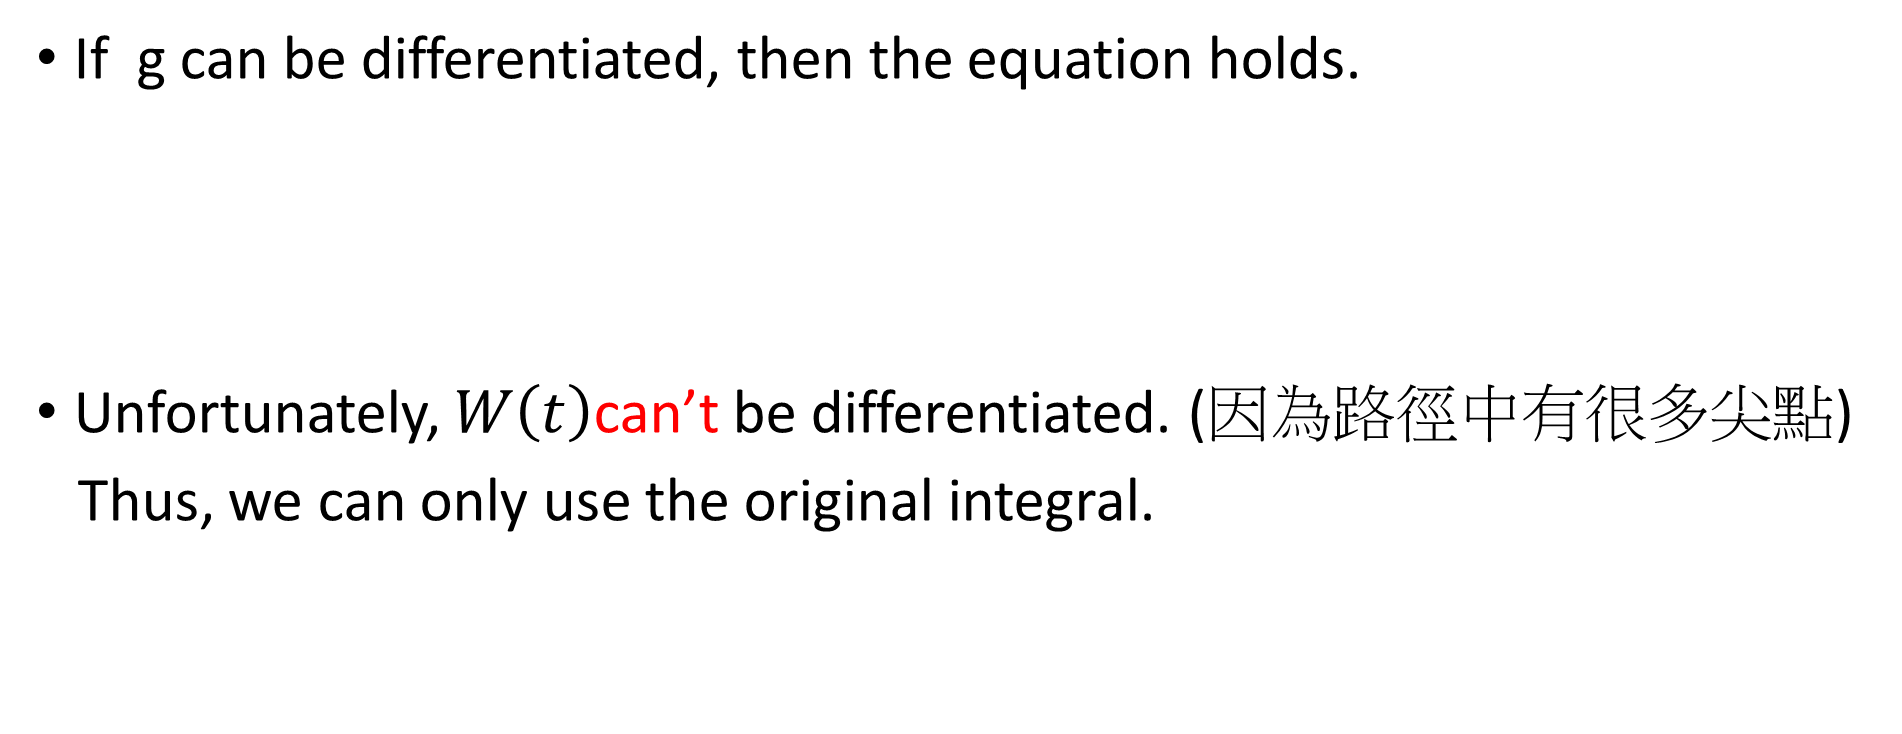 • If g can be differentiated, then the equation holds.
• Unfortunately, W(t)can’t be differentiated. (因為路徑中有很多尖點)
Thus, we can only use the original integral.